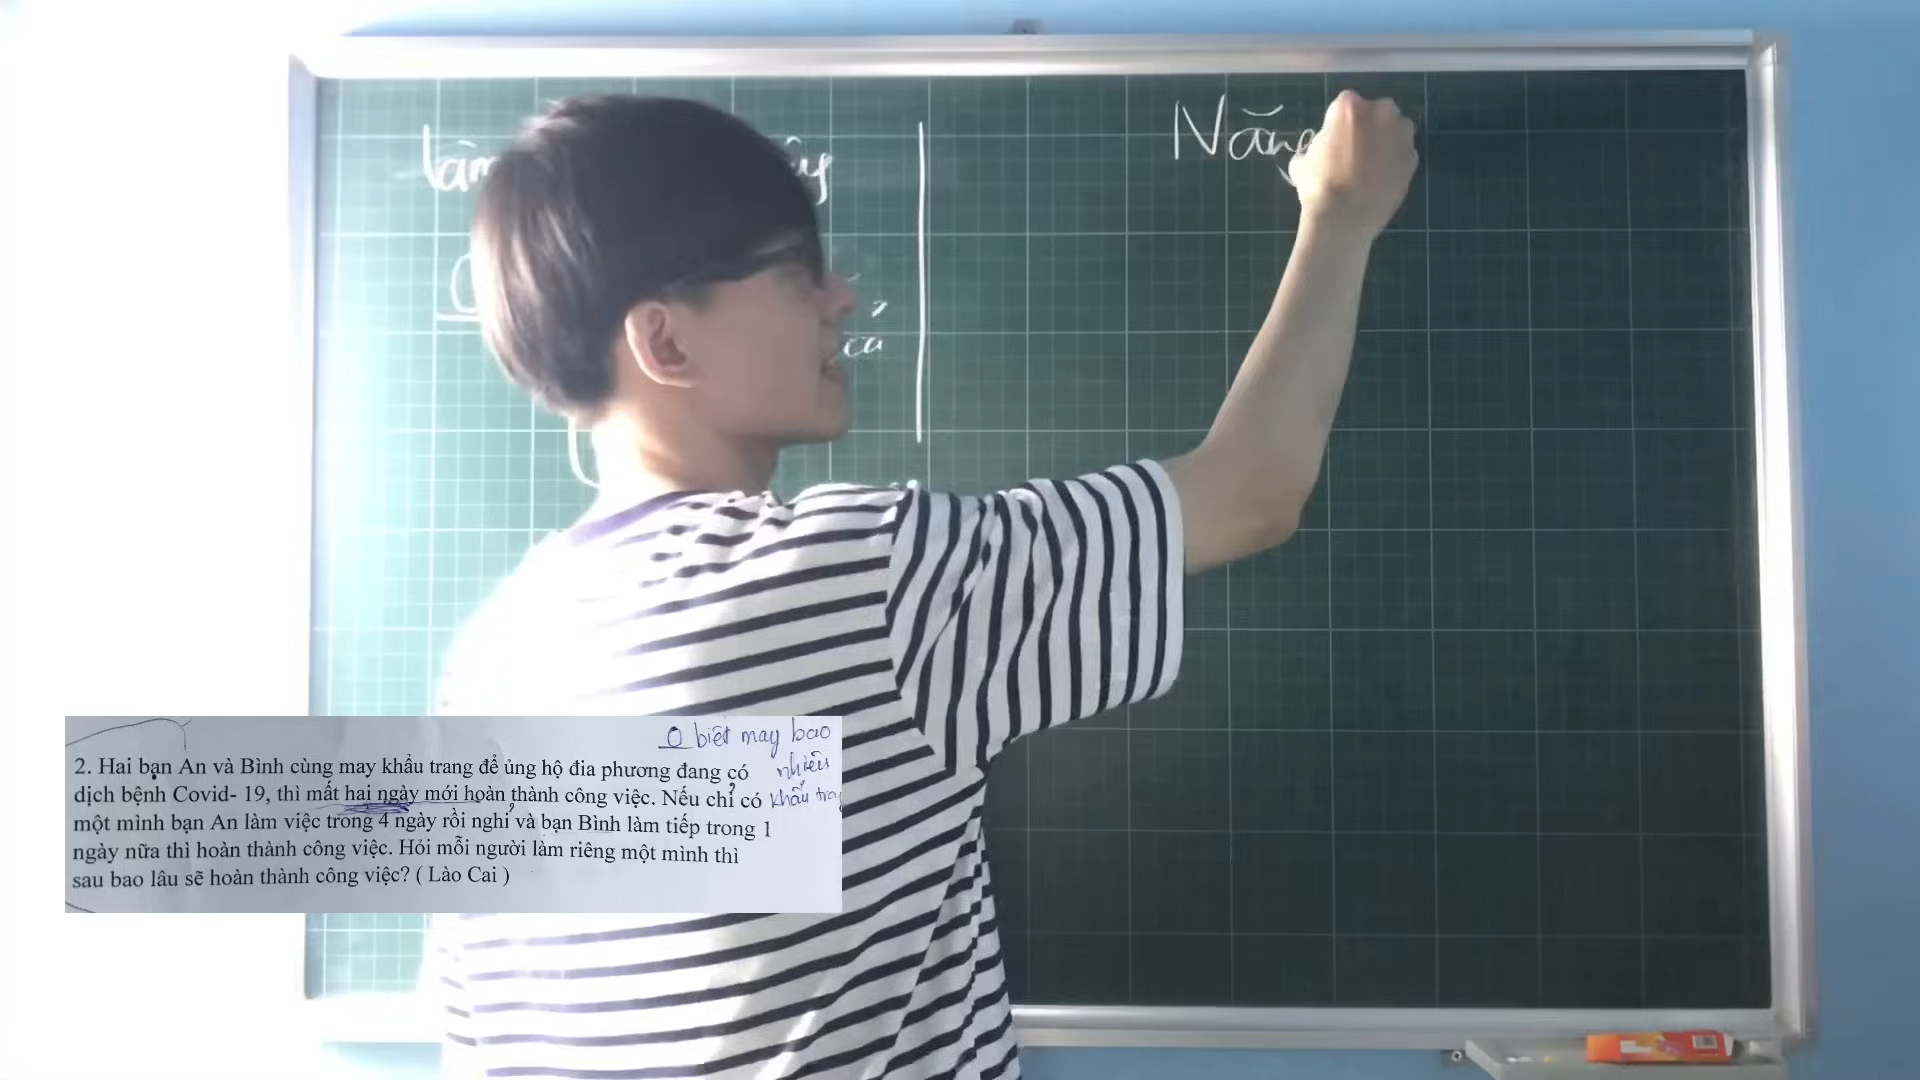 Năng
cá
O biết may bao
nhiêu
khẩu tra
2. Hai bạn An và Bình cùng may khẩu trang để ủng hộ đia phương đang có
dịch bệnh Covid- 19, thì mất hai ngày mới hoàn thành công việc. Nếu chỉ có
một mình bạn An làm việc trong 4 ngày rồi nghỉ và bạn Bình làm tiếp trong 1
ngày nữa thì hoàn thành công việc. Hỏi mỗi người làm riêng một mình thì
sau bao lâu sẽ hoàn thành công việc? ( Lào Cai )